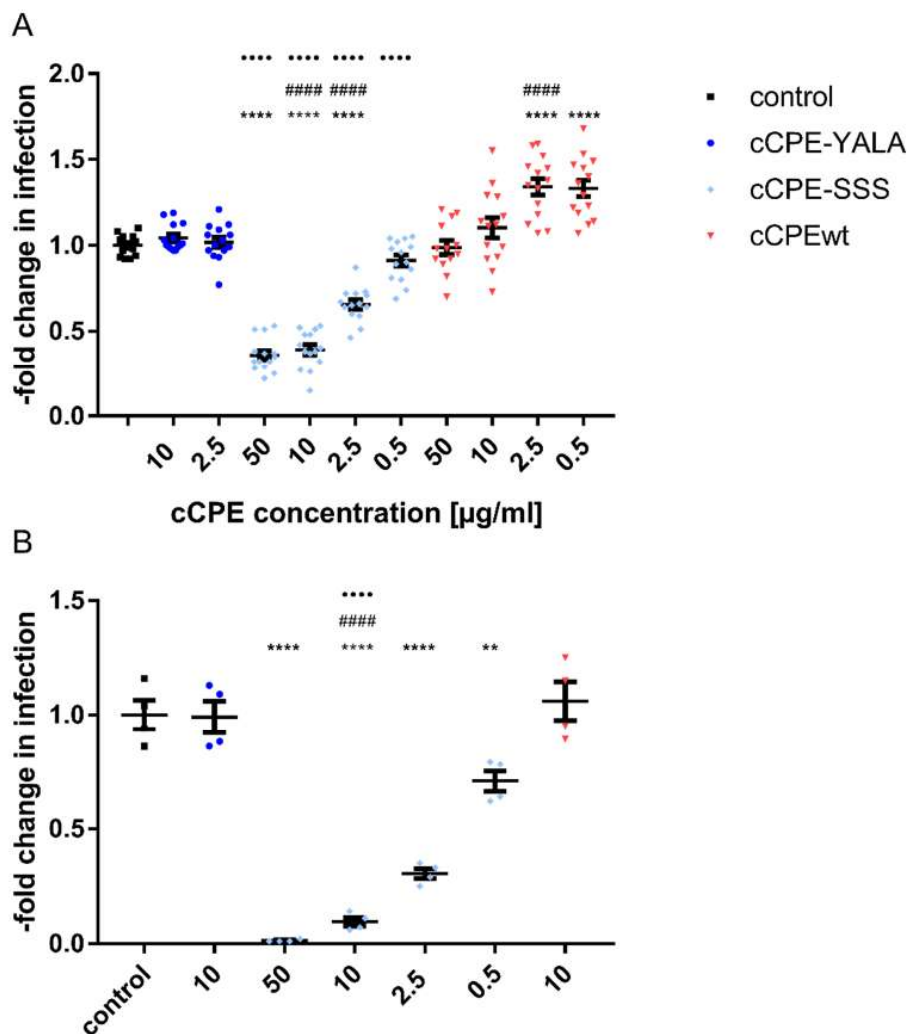 A
•••• •••• •••• ••••
#### #### ####
**** **** **** **** ****
2.0
1.5
1.0
0.5
0.0
-fold change in infection
10 2.5 50 10 2.5 0.5 50 10 2.5 0.5
cCPE concentration [µg/ml]
control
cCPE-YALA
cCPE-SSS
cCPEwt
B
••••
####
**** **** **** **
1.5
1.0
0.5
0.0
-fold change in infection
control 10 50 10 2.5 0.5 10